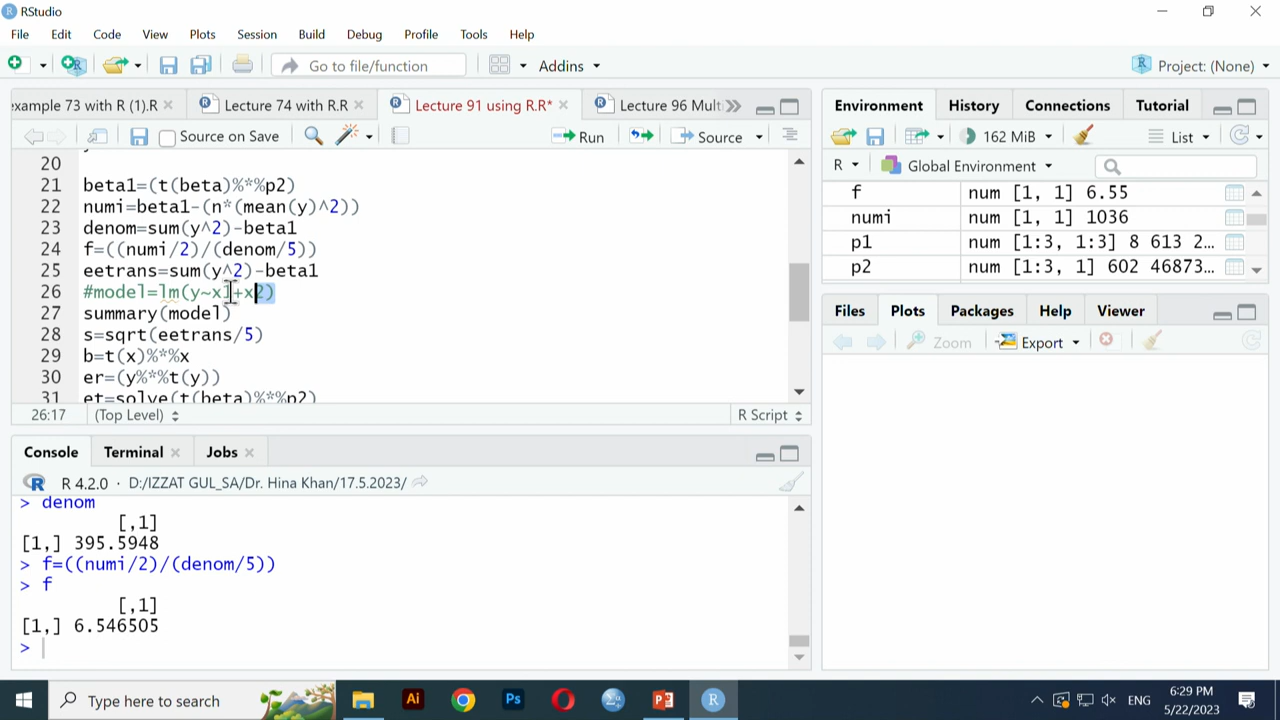 RStudio
File Edit Code View Plots Session Build Debug Profile Tools Help
Go to file/function Addins Project: (None)
example 73 with R (1).R Lecture 74 with R.R Lecture 91 using R.R* Lecture 96 Mult
Source on Save Run Source
20
21 beta1=(t(beta)%*%p2)
22 numi=beta1-(n*(mean(y)^2))
23 denom=sum(y^2)-beta1
24 f=((numi/2)/(denom/5))
25 eetrans=sum(y^2)-beta1
26 #model=lm(y~x1+x2)
27 summary(model)
28 s=sqrt(eetrans/5)
29 b=t(x)%*%x
30 er=(y%*%t(y))
31 et=solve(t(beta)%*%p2)
26:17 (Top Level) R Script
Console Terminal Jobs
R 4.2.0 · D:/IZZAT GUL_SA/Dr. Hina Khan/17.5.2023/
> denom
[,1]
[1,] 395.5948
> f=((numi/2)/(denom/5))
> f
[,1]
[1,] 6.546505
>
Environment History Connections Tutorial
162 MiB List
R Global Environment
f num [1, 1] 6.55
numi num [1, 1] 1036
p1 num [1:3, 1:3] 8 613 2…
p2 num [1:3, 1] 602 46873…
Files Plots Packages Help Viewer
Zoom Export
Type here to search Ai Ps R ENG 6:29 PM
5/22/2023